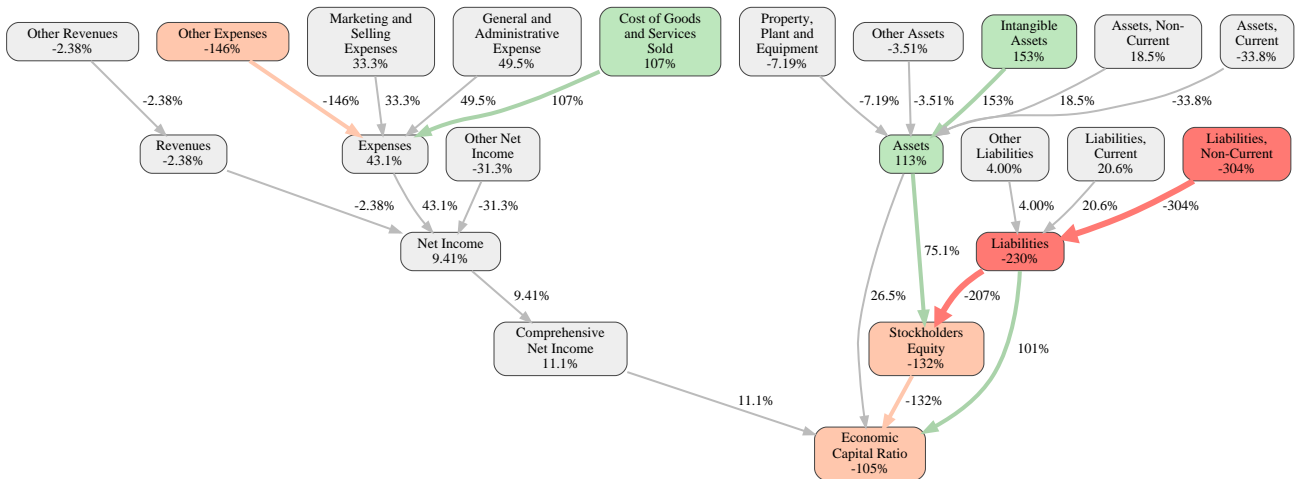 Other Revenues
-2.38%
Other Expenses
-146%
Marketing and
Selling
Expenses
33.3%
General and
Administrative
Expense
49.5%
Cost of Goods
and Services
Sold
107%
Property,
Plant and
Equipment
-7.19%
Other Assets
-3.51%
Intangible
Assets
153%
Assets, Non-
Current
18.5%
Assets,
Current
-33.8%
-2.38%
-146%
33.3%
49.5%
107%
-7.19%
-3.51%
153%
18.5%
-33.8%
Revenues
-2.38%
Expenses
43.1%
Other Net
Income
-31.3%
Assets
113%
Other
Liabilities
4.00%
Liabilities,
Current
20.6%
Liabilities,
Non-Current
-304%
-2.38%
43.1%
-31.3%
4.00%
20.6%
-304%
Net Income
9.41%
75.1%
Liabilities
-230%
9.41%
26.5%
-207%
Comprehensive
Net Income
11.1%
Stockholders
Equity
-132%
101%
11.1%
-132%
Economic
Capital Ratio
-105%